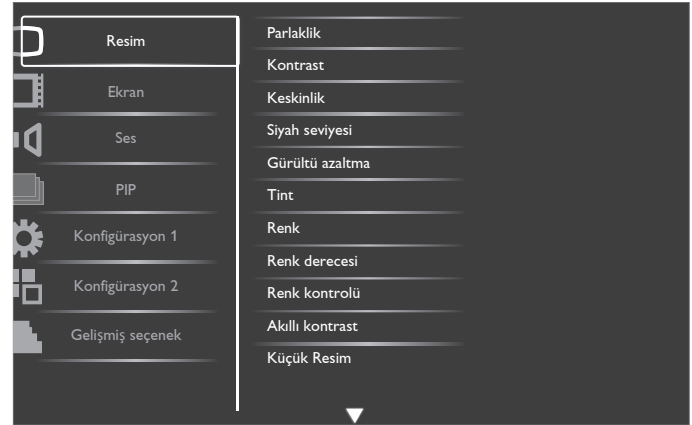 Resim
Ekran
Ses
PIP
Konfigürasyon 1
Konfigürasyon 2
Gelişmiş seçenek
Parlaklik
Kontrast
Keskinlik
Siyah seviyesi
Gürültü azaltma
Tint
Renk
Renk derecesi
Renk kontrolü
Akıllı kontrast
Küçük Resim